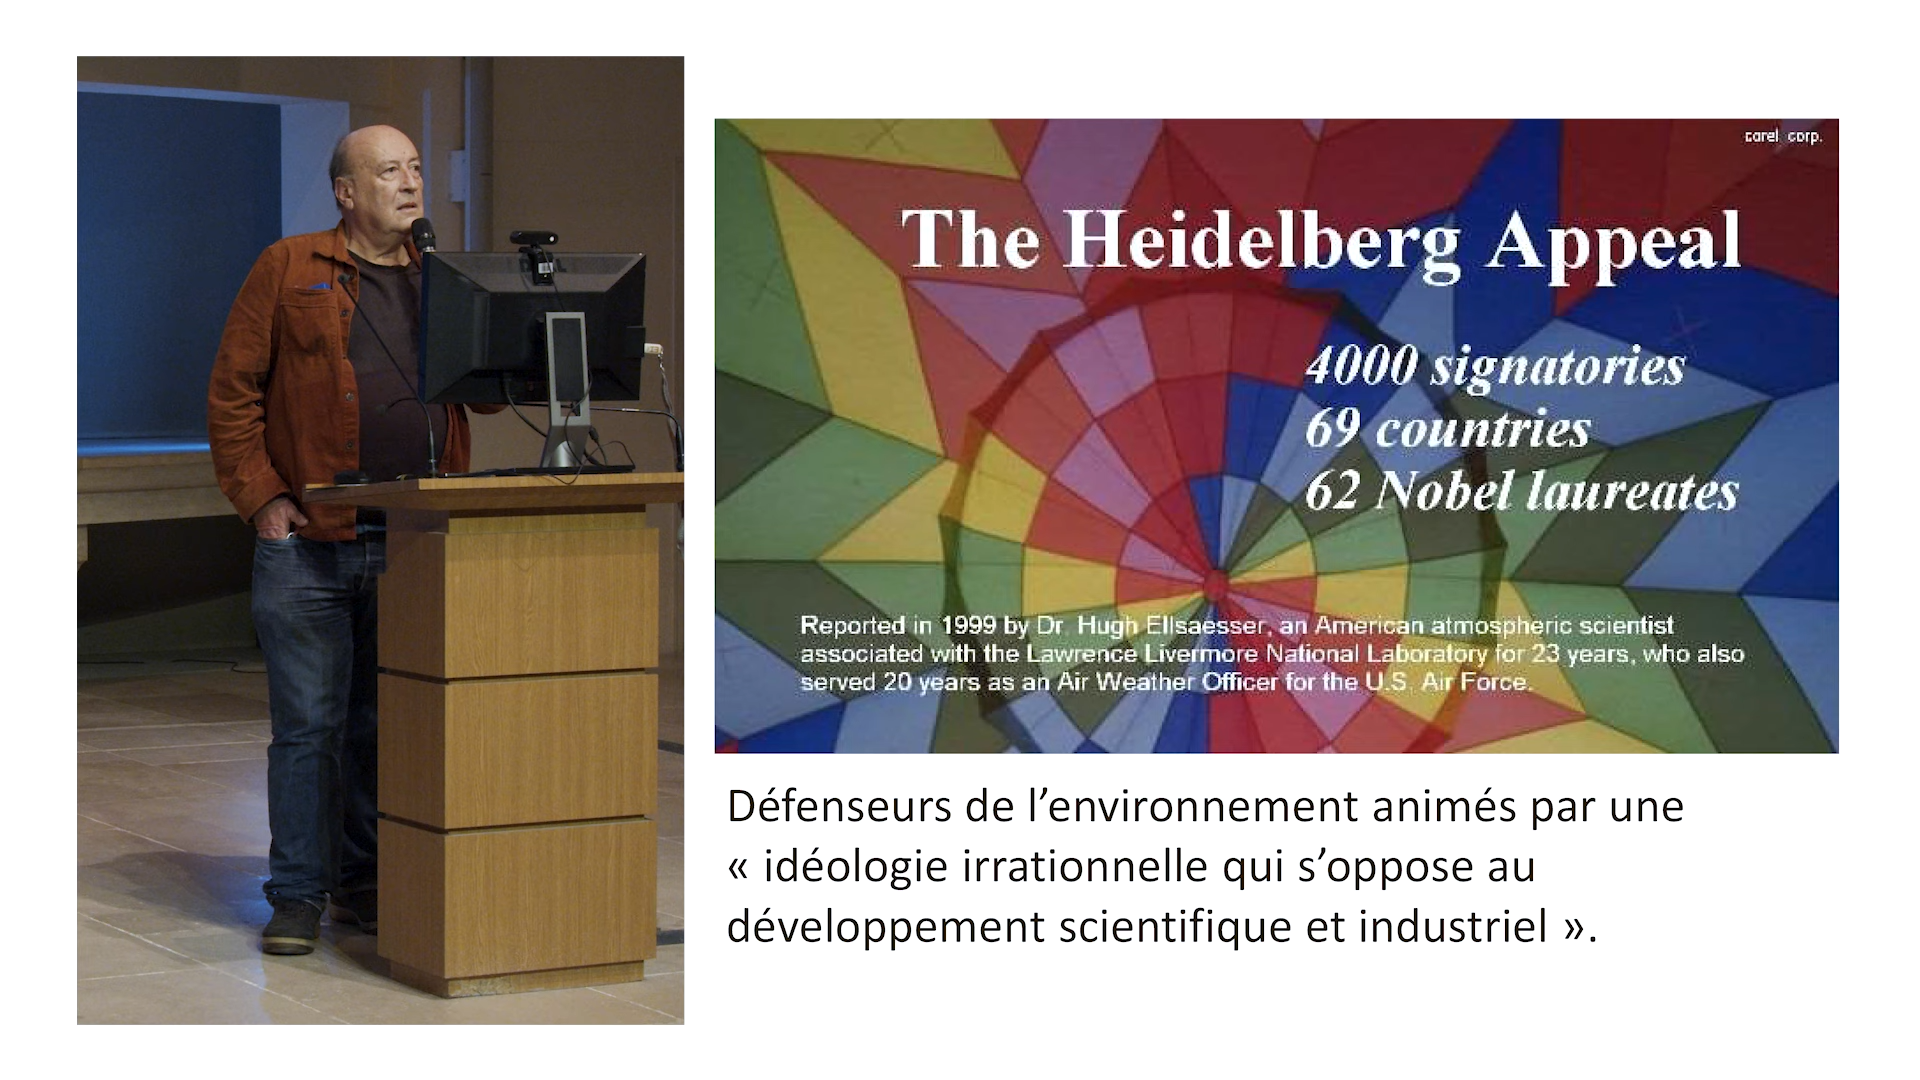 carel corp.
The Heidelberg Appeal
4000 signatories
69 countries
62 Nobel laureates
Reported in 1999 by Dr. Hugh Ellsaesser, an American atmospheric scientist
associated with the Lawrence Livermore National Laboratory for 23 years, who also
served 20 years as an Air Weather Officer for the U.S. Air Force.
Défenseurs de l’environnement animés par une
« idéologie irrationnelle qui s’oppose au
développement scientifique et industriel ».